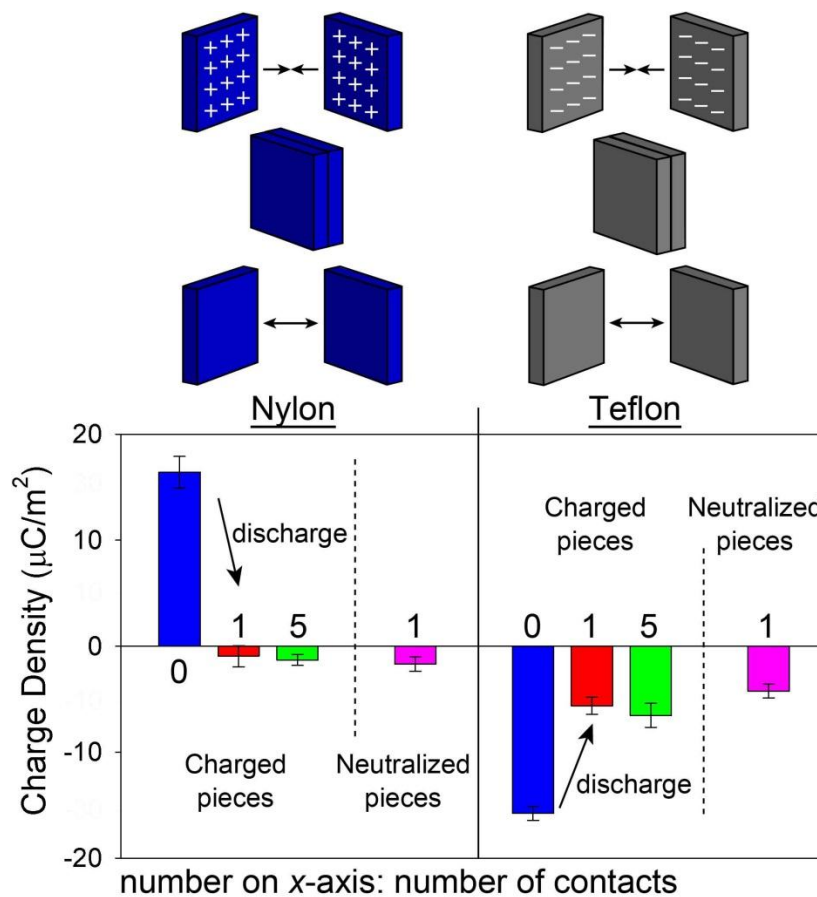 Nylon
Teflon
Charge Density (μC/m²)
20
10
0
-10
-20
discharge
0
1
5
1
Charged
pieces
Neutralized
pieces
Charged
pieces
Neutralized
pieces
0
1
5
1
discharge
number on x-axis: number of contacts